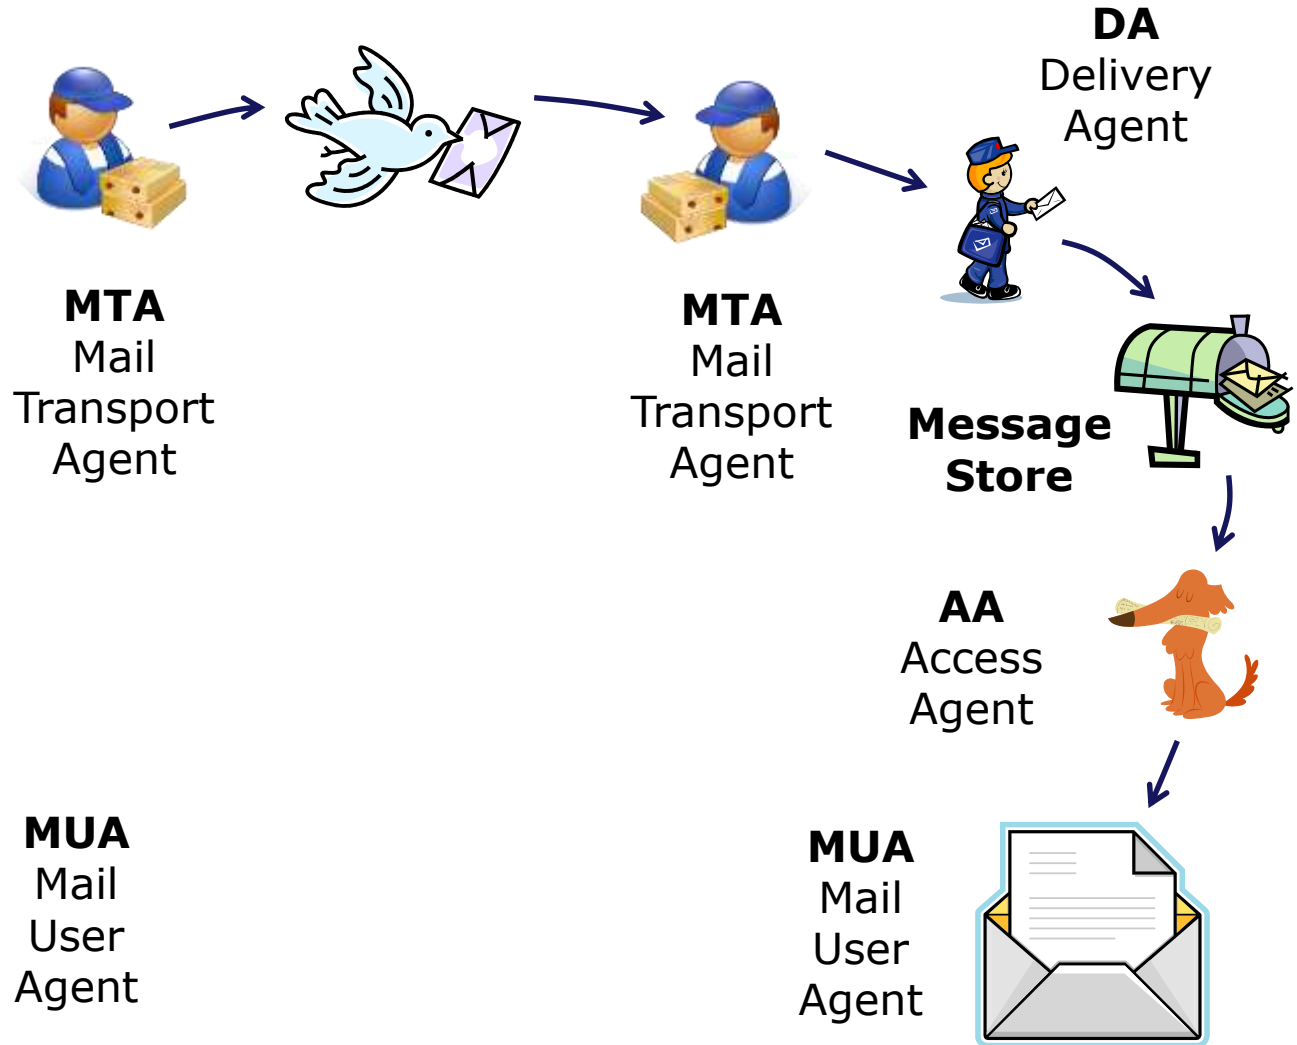 DA
Delivery
Agent
MTA
Mail
Transport
Agent
MTA
Mail
Transport
Agent
Message
Store
AA
Access
Agent
MUA
Mail
User
Agent
MUA
Mail
User
Agent